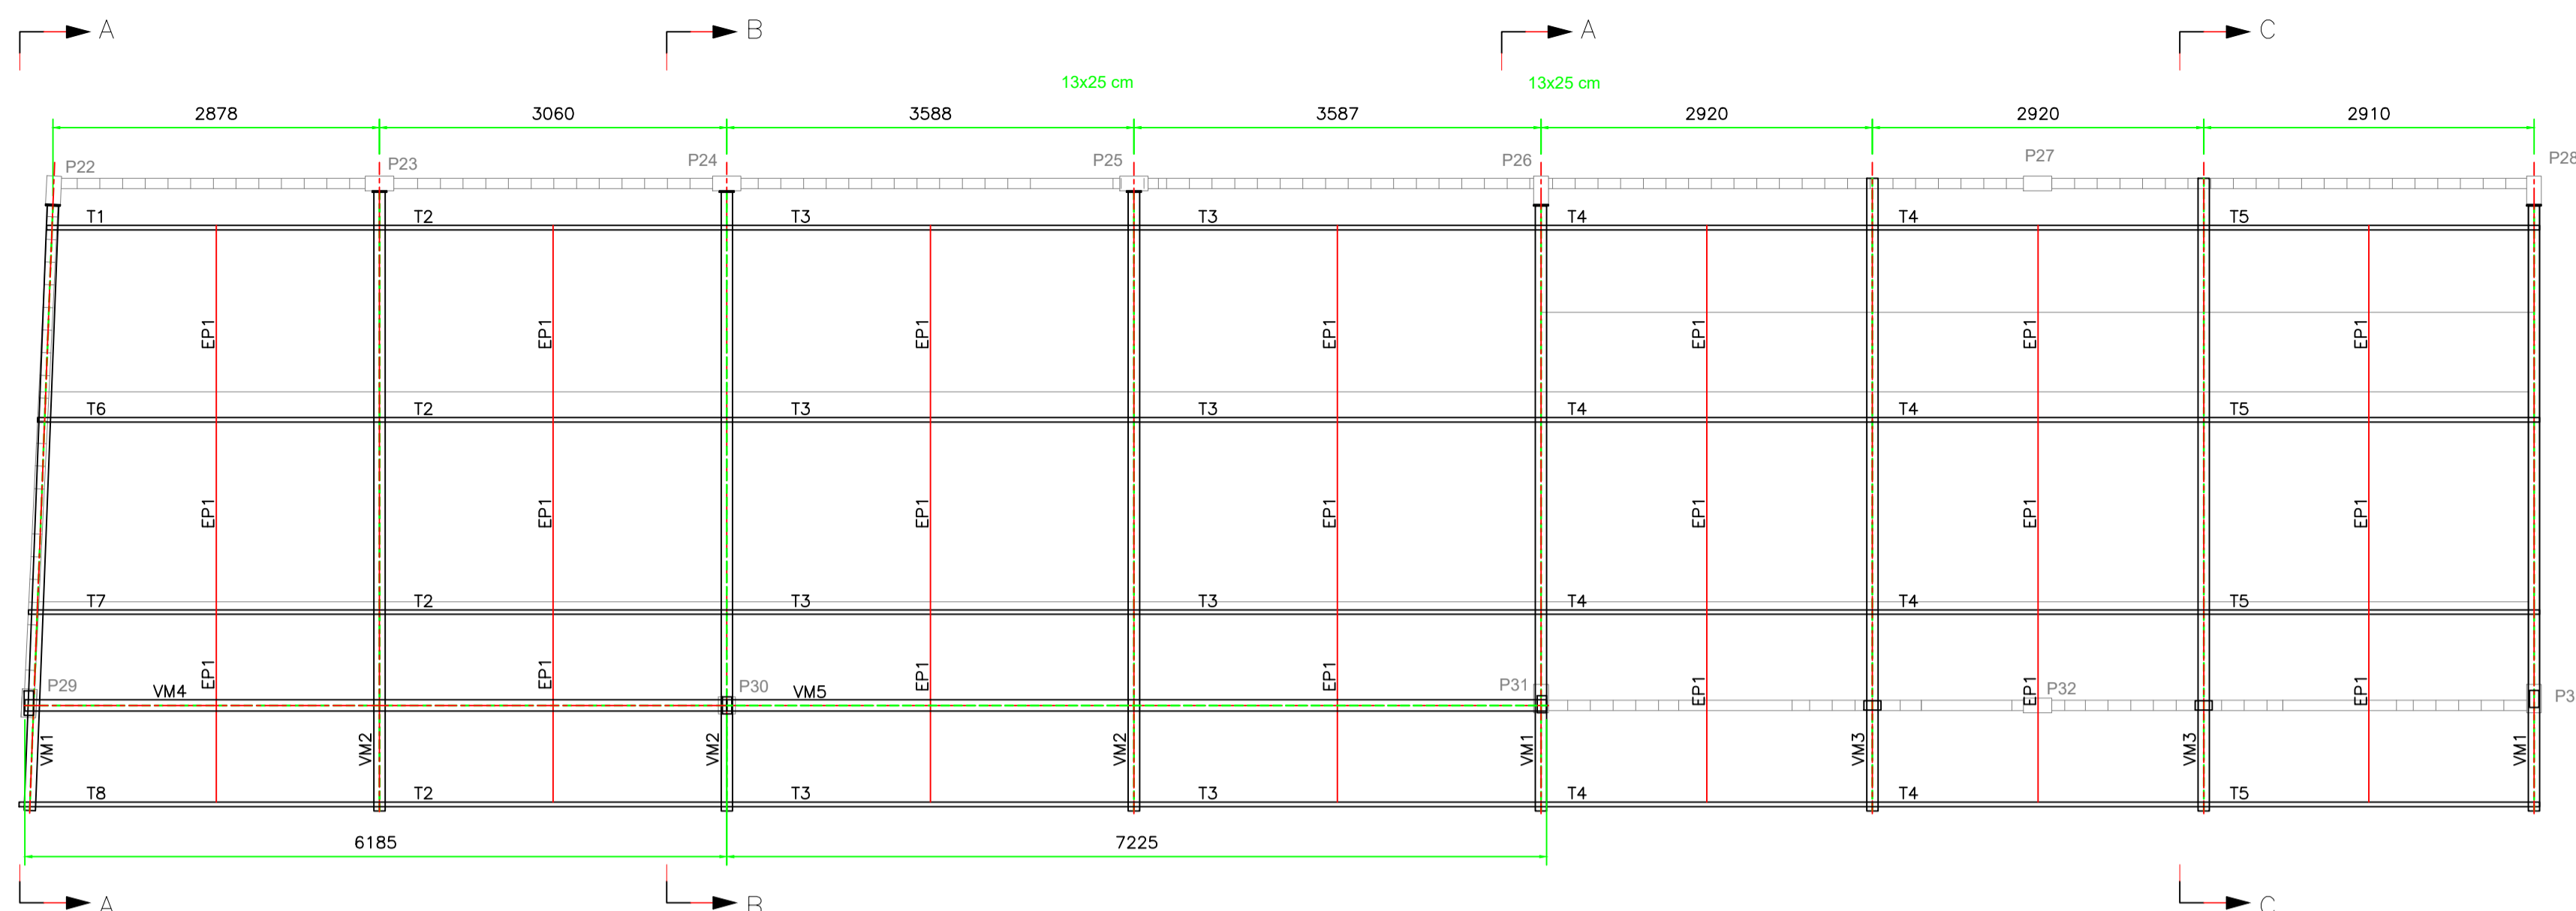 A B A C
13x25 cm 13x25 cm
2878 3060 3588 3587 2920 2920 2910
P22 P23 P24 P25 P26 P27 P28
T1 T2 T3 T3 T4 T4 T5
EP1 EP1 EP1 EP1 EP1 EP1 EP1
T6 T2 T3 T3 T4 T4 T5
EP1 EP1 EP1 EP1 EP1 EP1 EP1
T7 T2 T3 T3 T4 T4 T5
EP1 EP1 EP1 EP1 EP1 EP1 EP1
P29 VM4 P30 VM5 P31 P32 P3
VM1 VM2 VM2 VM2 VM1 VM3 VM3 VM1
T8 T2 T3 T3 T4 T4 T5
6185 7225
A B C